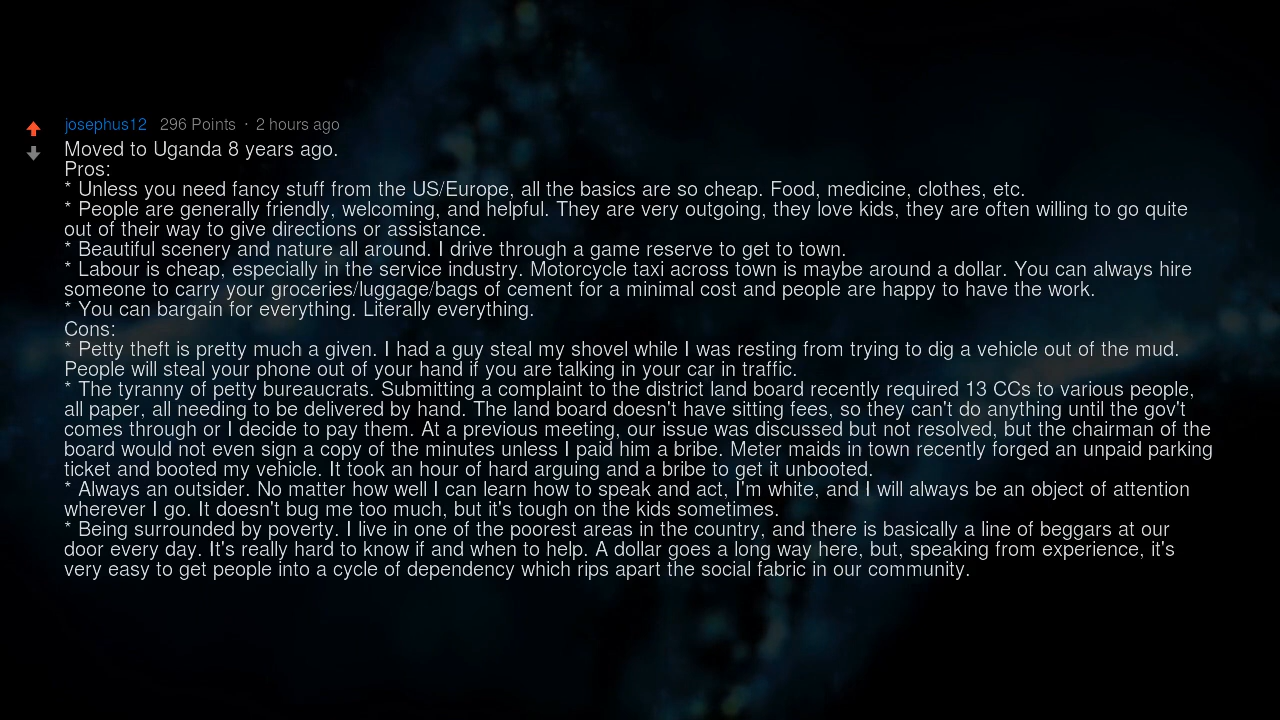 josephus12 296 Points · 2 hours ago
Moved to Uganda 8 years ago.
Pros:
* Unless you need fancy stuff from the US/Europe, all the basics are so cheap. Food, medicine, clothes, etc.
* People are generally friendly, welcoming, and helpful. They are very outgoing, they love kids, they are often willing to go quite
out of their way to give directions or assistance.
* Beautiful scenery and nature all around. I drive through a game reserve to get to town.
* Labour is cheap, especially in the service industry. Motorcycle taxi across town is maybe around a dollar. You can always hire
someone to carry your groceries/luggage/bags of cement for a minimal cost and people are happy to have the work.
* You can bargain for everything. Literally everything.
Cons:
* Petty theft is pretty much a given. I had a guy steal my shovel while I was resting from trying to dig a vehicle out of the mud.
People will steal your phone out of your hand if you are talking in your car in traffic.
* The tyranny of petty bureaucrats. Submitting a complaint to the district land board recently required 13 CCs to various people,
all paper, all needing to be delivered by hand. The land board doesn't have sitting fees, so they can't do anything until the gov't
comes through or I decide to pay them. At a previous meeting, our issue was discussed but not resolved, but the chairman of the
board would not even sign a copy of the minutes unless I paid him a bribe. Meter maids in town recently forged an unpaid parking
ticket and booted my vehicle. It took an hour of hard arguing and a bribe to get it unbooted.
* Always an outsider. No matter how well I can learn how to speak and act, I'm white, and I will always be an object of attention
wherever I go. It doesn't bug me too much, but it's tough on the kids sometimes.
* Being surrounded by poverty. I live in one of the poorest areas in the country, and there is basically a line of beggars at our
door every day. It's really hard to know if and when to help. A dollar goes a long way here, but, speaking from experience, it's
very easy to get people into a cycle of dependency which rips apart the social fabric in our community.